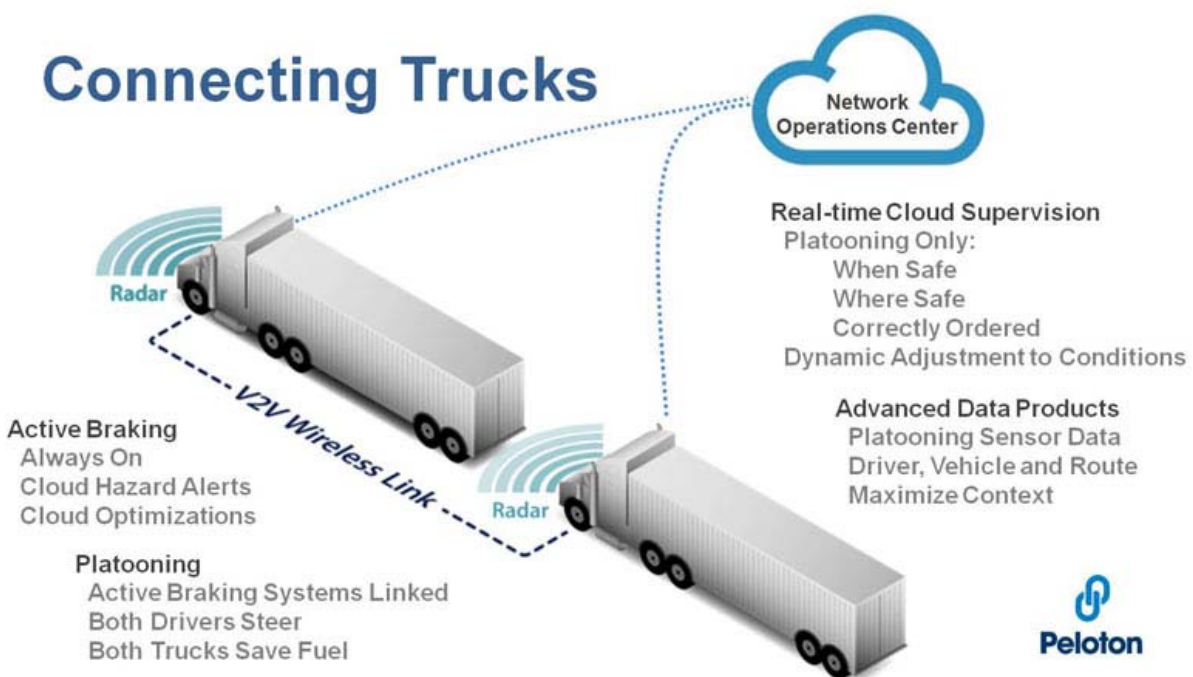 Connecting Trucks
Network
Operations Center
Radar
V2V Wireless Link
Radar
Real-time Cloud Supervision
Platooning Only:
When Safe
Where Safe
Correctly Ordered
Dynamic Adjustment to Conditions
Advanced Data Products
Platooning Sensor Data
Driver, Vehicle and Route
Maximize Context
Active Braking
Always On
Cloud Hazard Alerts
Cloud Optimizations
Platooning
Active Braking Systems Linked
Both Drivers Steer
Both Trucks Save Fuel
Peloton